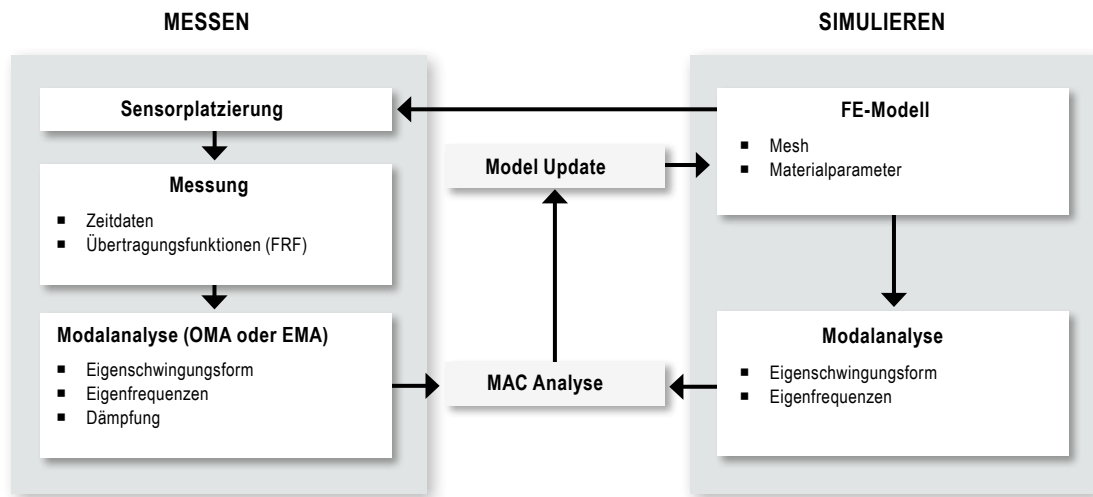 MESSEN
Sensorplatzierung
Messung
■ Zeitdaten
■ Übertragungsfunktionen (FRF)
Modalanalyse (OMA oder EMA)
■ Eigenschwingungsform
■ Eigenfrequenzen
■ Dämpfung
Model Update
MAC Analyse
SIMULIEREN
FE-Modell
■ Mesh
■ Materialparameter
Modalanalyse
■ Eigenschwingungsform
■ Eigenfrequenzen